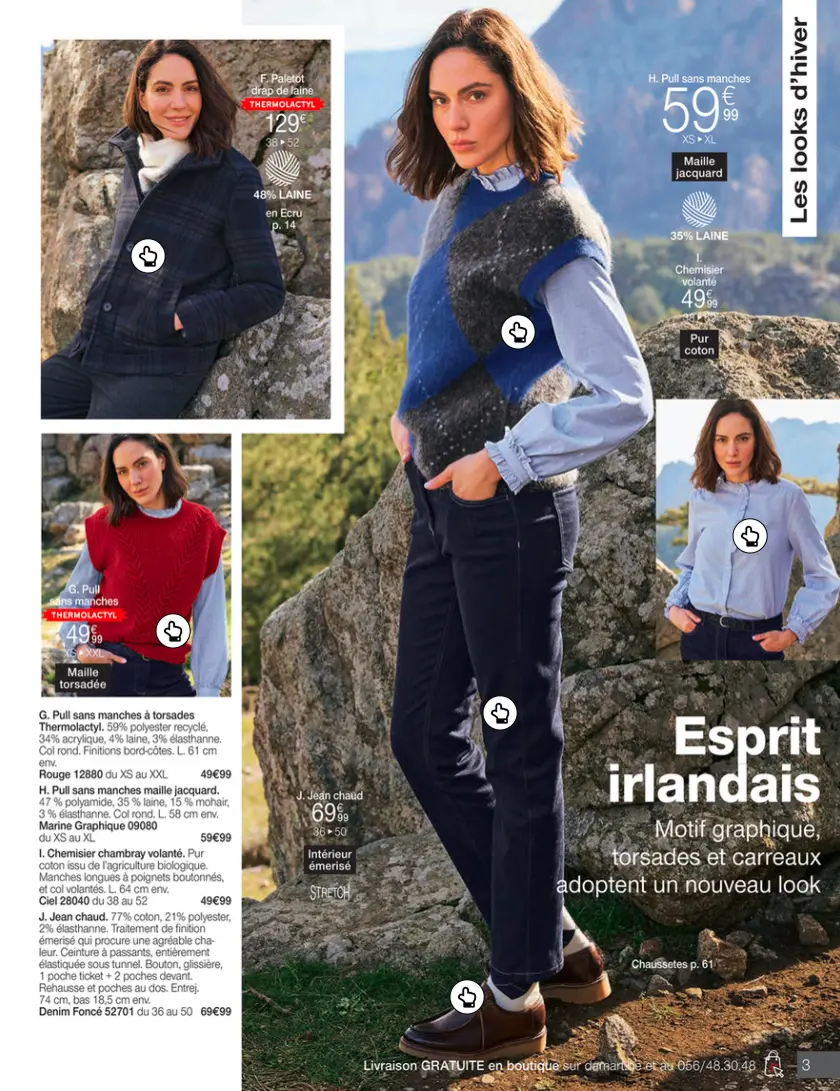 Les looks d'hiver
F. Paletot
drap de laine
THERMOLACTYL
129€
38 ▸ 52
48% LAINE
en Ecru
p. 14
H. Pull sans manches
59€99
XS ▸ XL
Maille
jacquard
35% LAINE
I.
Chemisier
volanté
49€99
Pur
coton
G. Pull
sans manches
THERMOLACTYL
49€99
XS ▸ XXL
Maille
torsadée
G. Pull sans manches à torsades
Thermolactyl. 59% polyester recyclé,
34% acrylique, 4% laine, 3% élasthanne.
Col rond. Finitions bord-côtes. L. 61 cm
env.
Rouge 12880 du XS au XXL 49€99
H. Pull sans manches maille jacquard.
47 % polyamide, 35 % laine, 15 % mohair,
3 % élasthanne. Col rond. L. 58 cm env.
Marine Graphique 09080
du XS au XL 59€99
I. Chemisier chambray volanté. Pur
coton issu de l'agriculture biologique.
Manches longues à poignets boutonnés,
et col volantés. L. 64 cm env.
Ciel 28040 du 38 au 52 49€99
J. Jean chaud. 77% coton, 21% polyester,
2% élasthanne. Traitement de finition
émerisé qui procure une agréable cha-
leur. Ceinture à passants, entièrement
élastiquée sous tunnel. Bouton, glissière,
1 poche ticket + 2 poches devant.
Rehausse et poches au dos. Entrej.
74 cm, bas 18,5 cm env.
Denim Foncé 52701 du 36 au 50 69€99
J. Jean chaud
69€99
36 ▸ 50
Intérieur
émerisé
STRETCH
Esprit
irlandais
Motif graphique,
torsades et carreaux
adoptent un nouveau look
Chaussetes p. 61
Livraison GRATUITE en boutique sur damart.be et au 056/48.30.48
3